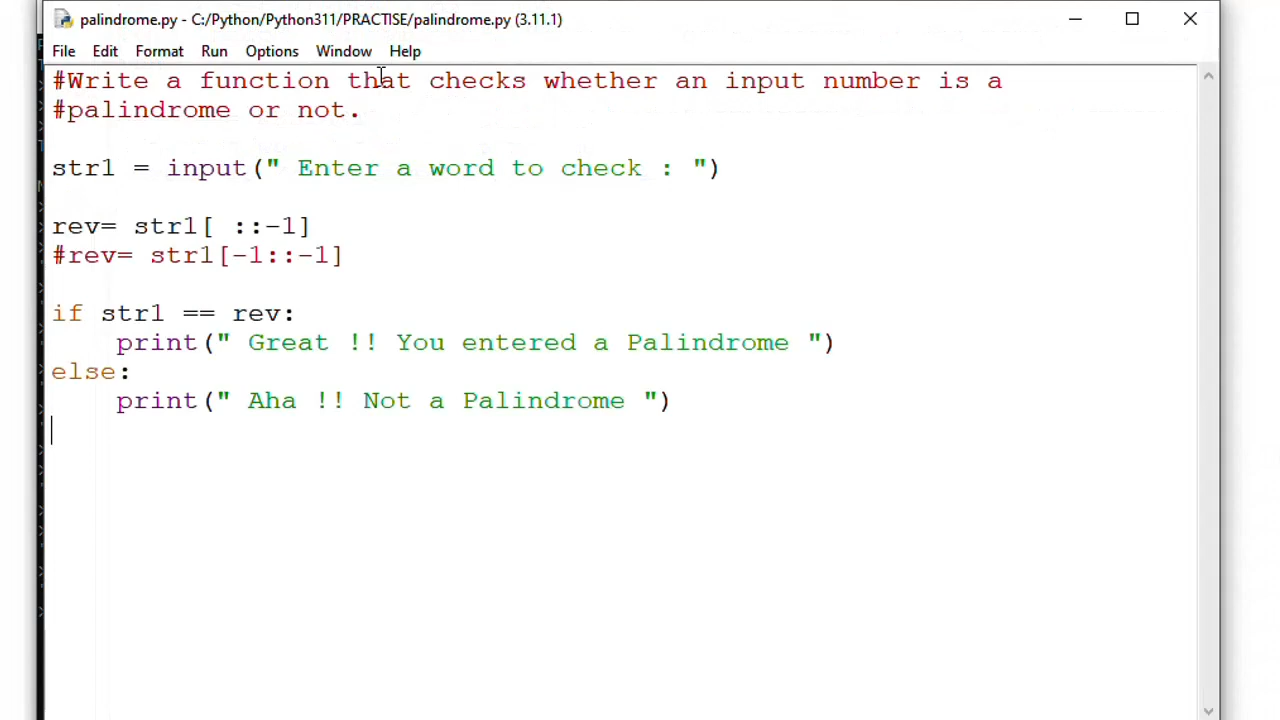 palindrome.py - C:/Python/Python311/PRACTISE/palindrome.py (3.11.1)
File Edit Format Run Options Window Help
#Write a function that checks whether an input number is a
#palindrome or not.
str1 = input(" Enter a word to check : ")
rev= str1[ ::-1]
#rev= str1[-1::-1]
if str1 == rev:
    print(" Great !! You entered a Palindrome ")
else:
    print(" Aha !! Not a Palindrome ")